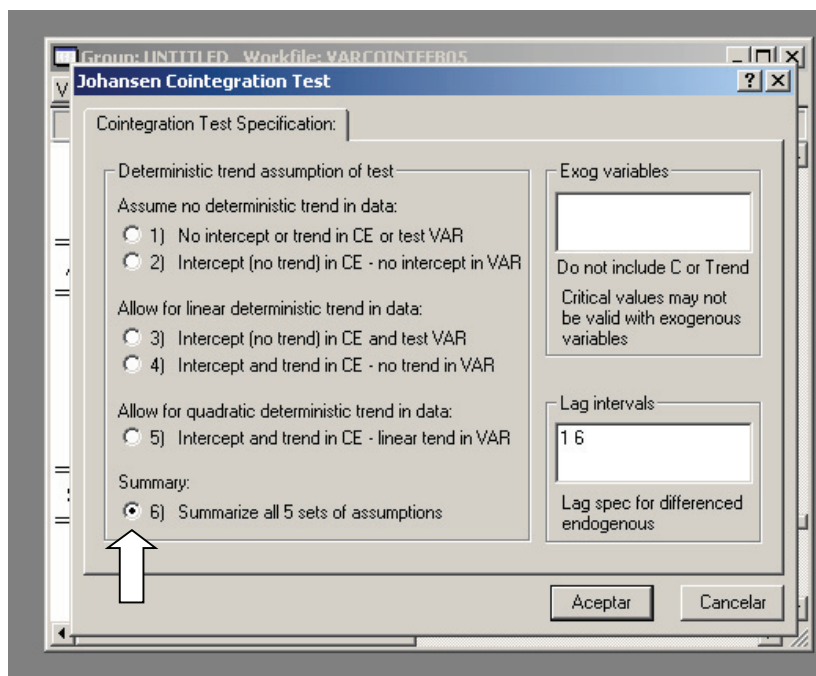 Group: UNTITLED Workfile: VARCOINTEFB05
Johansen Cointegration Test
Cointegration Test Specification:
Deterministic trend assumption of test
Assume no deterministic trend in data:
1) No intercept or trend in CE or test VAR
2) Intercept (no trend) in CE - no intercept in VAR
Allow for linear deterministic trend in data:
3) Intercept (no trend) in CE and test VAR
4) Intercept and trend in CE - no trend in VAR
Allow for quadratic deterministic trend in data:
5) Intercept and trend in CE - linear tend in VAR
Summary:
6) Summarize all 5 sets of assumptions
Exog variables
Do not include C or Trend
Critical values may not
be valid with exogenous
variables
Lag intervals
1 6
Lag spec for differenced
endogenous
Aceptar
Cancelar